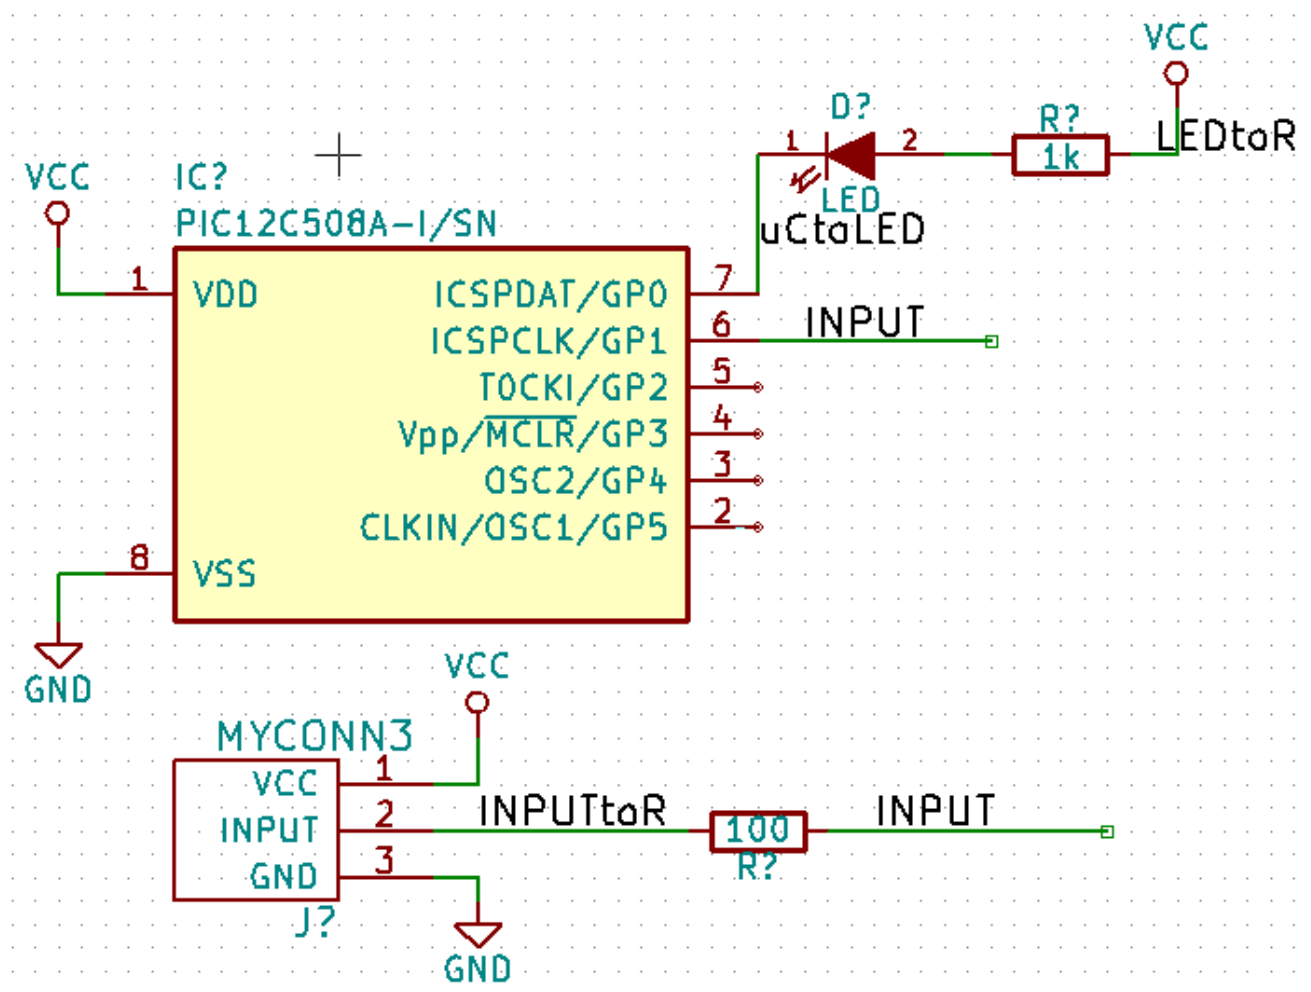 VCC
D?
R?
1
2
1k
LEDtoR
VCC
IC?
LED
PIC12C508A-I/SN
uCtoLED
1
VDD
ICSPDAT/GP0
7
ICSPCLK/GP1
6
INPUT
T0CKI/GP2
5
Vpp/MCLR/GP3
4
OSC2/GP4
3
CLKIN/OSC1/GP5
2
8
VSS
GND
VCC
MYCONN3
VCC
1
INPUT
2
INPUTtoR
100
INPUT
R?
GND
3
J?
GND